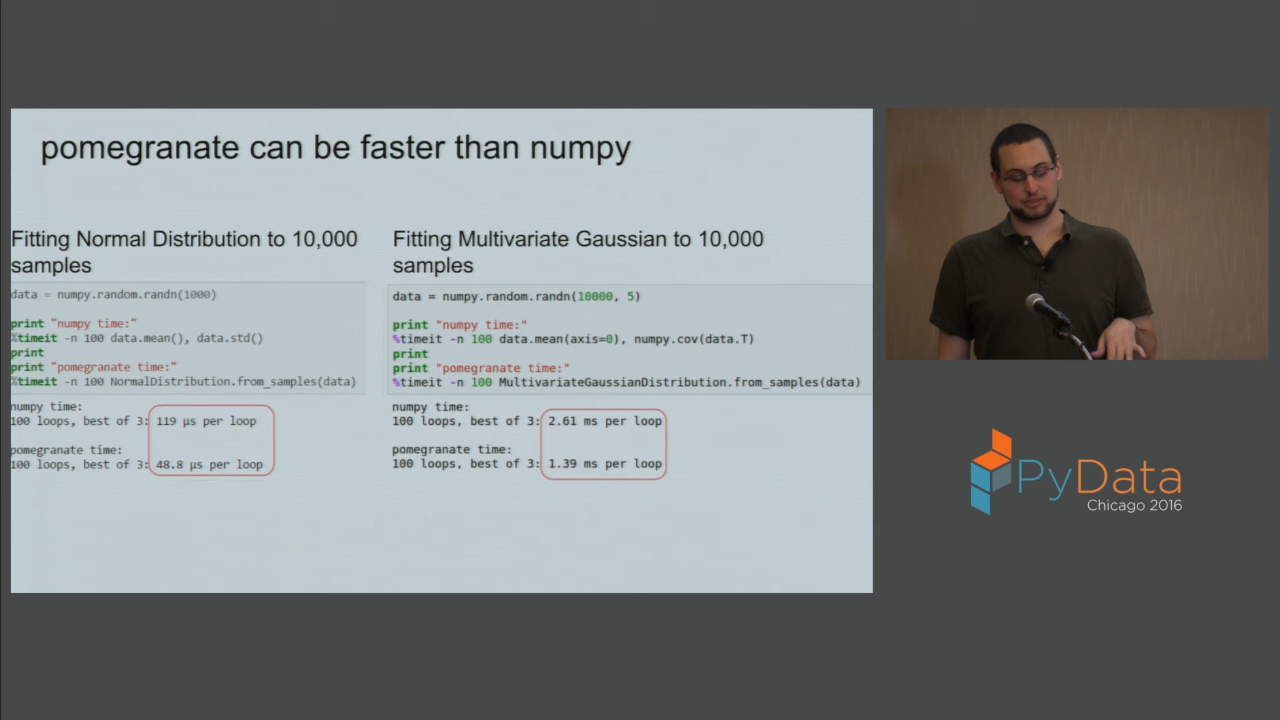 pomegranate can be faster than numpy
Fitting Normal Distribution to 10,000
samples
data = numpy.random.randn(1000)
print "numpy time:"
%timeit -n 100 data.mean(), data.std()
print
print "pomegranate time:"
%timeit -n 100 NormalDistribution.from_samples(data)
numpy time:
100 loops, best of 3: 119 µs per loop
pomegranate time:
100 loops, best of 3: 48.8 µs per loop
Fitting Multivariate Gaussian to 10,000
samples
data = numpy.random.randn(10000, 5)
print "numpy time:"
%timeit -n 100 data.mean(axis=0), numpy.cov(data.T)
print
print "pomegranate time:"
%timeit -n 100 MultivariateGaussianDistribution.from_samples(data)
numpy time:
100 loops, best of 3: 2.61 ms per loop
pomegranate time:
100 loops, best of 3: 1.39 ms per loop
PyData
Chicago 2016